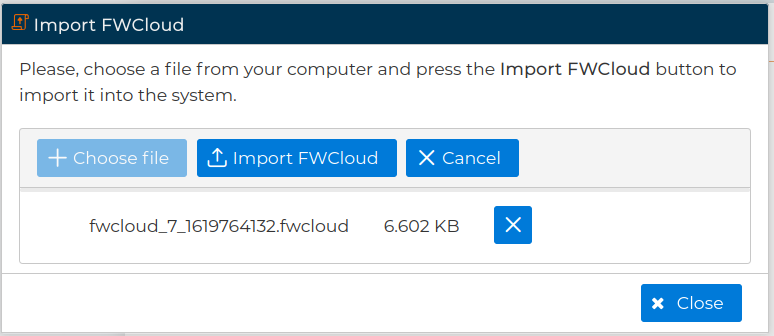 Import FWCloud
Please, choose a file from your computer and press the Import FWCloud button to
import it into the system.
Choose file Import FWCloud Cancel
fwcloud_7_1619764132.fwcloud 6.602 KB
Close